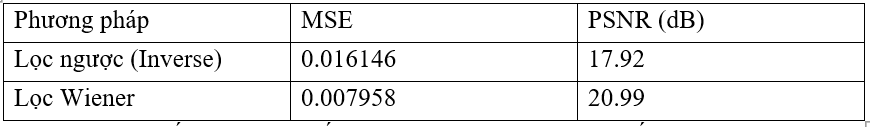 Phương pháp MSE PSNR (dB)
Lọc ngược (Inverse) 0.016146 17.92
Lọc Wiener 0.007958 20.99